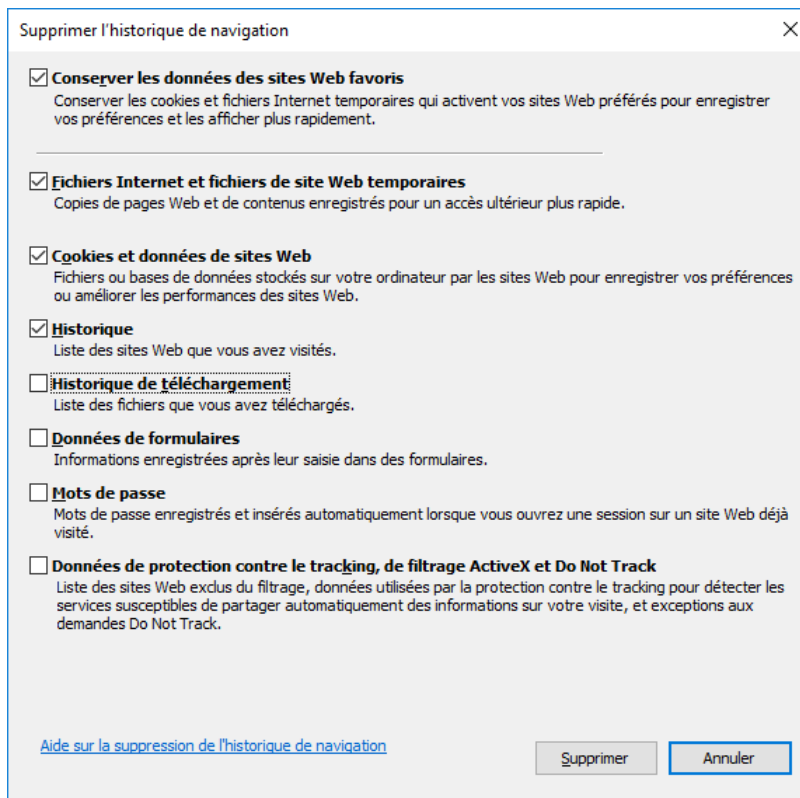 Supprimer l'historique de navigation
Conserver les données des sites Web favoris
Conserver les cookies et fichiers Internet temporaires qui activent vos sites Web préférés pour enregistrer
vos préférences et les afficher plus rapidement.
Fichiers Internet et fichiers de site Web temporaires
Copies de pages Web et de contenus enregistrés pour un accès ultérieur plus rapide.
Cookies et données de sites Web
Fichiers ou bases de données stockés sur votre ordinateur par les sites Web pour enregistrer vos préférences
ou améliorer les performances des sites Web.
Historique
Liste des sites Web que vous avez visités.
Historique de téléchargement
Liste des fichiers que vous avez téléchargés.
Données de formulaires
Informations enregistrées après leur saisie dans des formulaires.
Mots de passe
Mots de passe enregistrés et insérés automatiquement lorsque vous ouvrez une session sur un site Web déjà
visité.
Données de protection contre le tracking, de filtrage ActiveX et Do Not Track
Liste des sites Web exclus du filtrage, données utilisées par la protection contre le tracking pour détecter les
services susceptibles de partager automatiquement des informations sur votre visite, et exceptions aux
demandes Do Not Track.
Aide sur la suppression de l'historique de navigation
Supprimer
Annuler